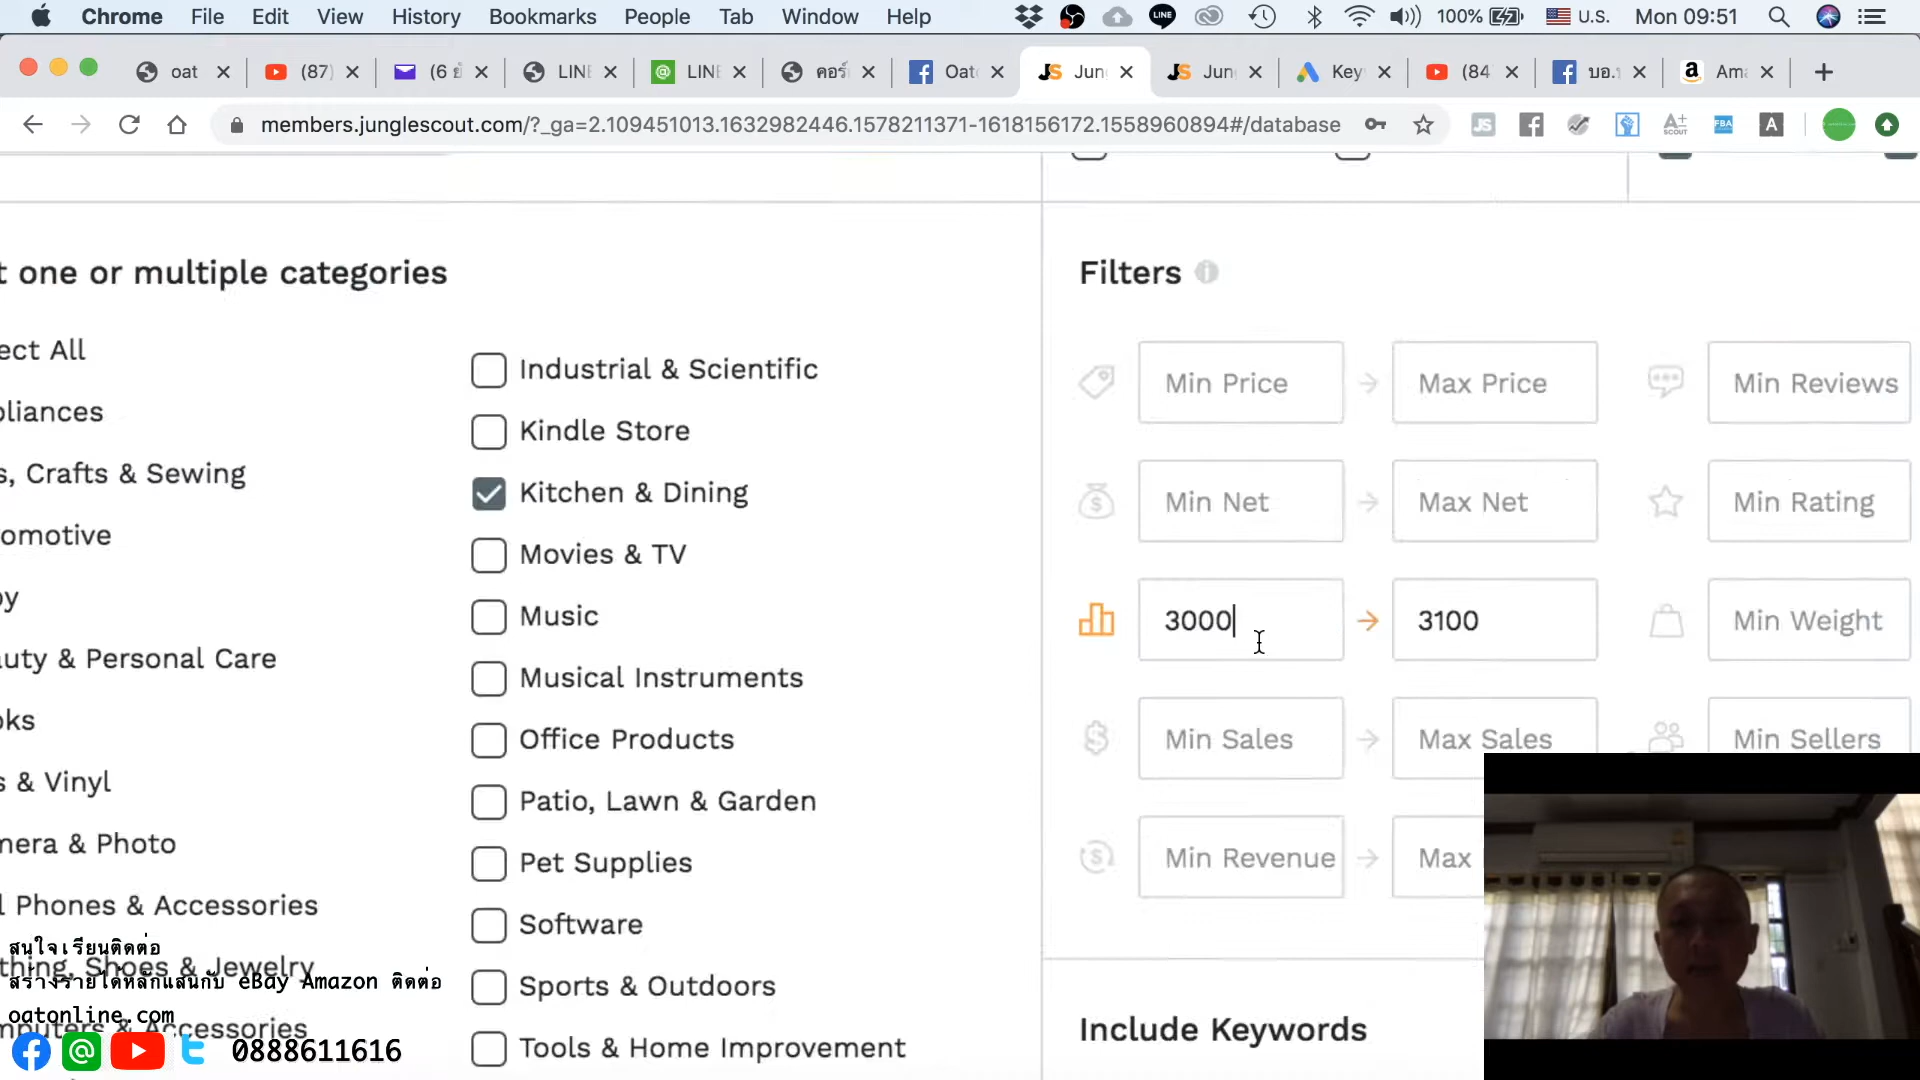 Chrome File Edit View History Bookmarks People Tab Window Help LINE 100% U.S. Mon 09:51
oat (87) (6 ย LINE LINE คอร์ Oat Jun Jun Key (84 บอ. Ama
members.junglescout.com/?_ga=2.109451013.1632982446.1578211371-1618156172.1558960894#/database
t one or multiple categories
Filters
ect All
pliances
s, Crafts & Sewing
omotive
by
auty & Personal Care
oks
s & Vinyl
mera & Photo
l Phones & Accessories
thing, Shoes & Jewelry
mputers & Accessories
Industrial & Scientific
Kindle Store
Kitchen & Dining
Movies & TV
Music
Musical Instruments
Office Products
Patio, Lawn & Garden
Pet Supplies
Software
Sports & Outdoors
Tools & Home Improvement
Min Price Max Price Min Reviews
Min Net Max Net Min Rating
3000 3100 Min Weight
Min Sales Max Sales Min Sellers
Min Revenue Max
Include Keywords
สนใจเรียนติดต่อ
สร้างรายได้หลักแสนกับ eBay Amazon ติดต่อ
oatonline.com
0888611616